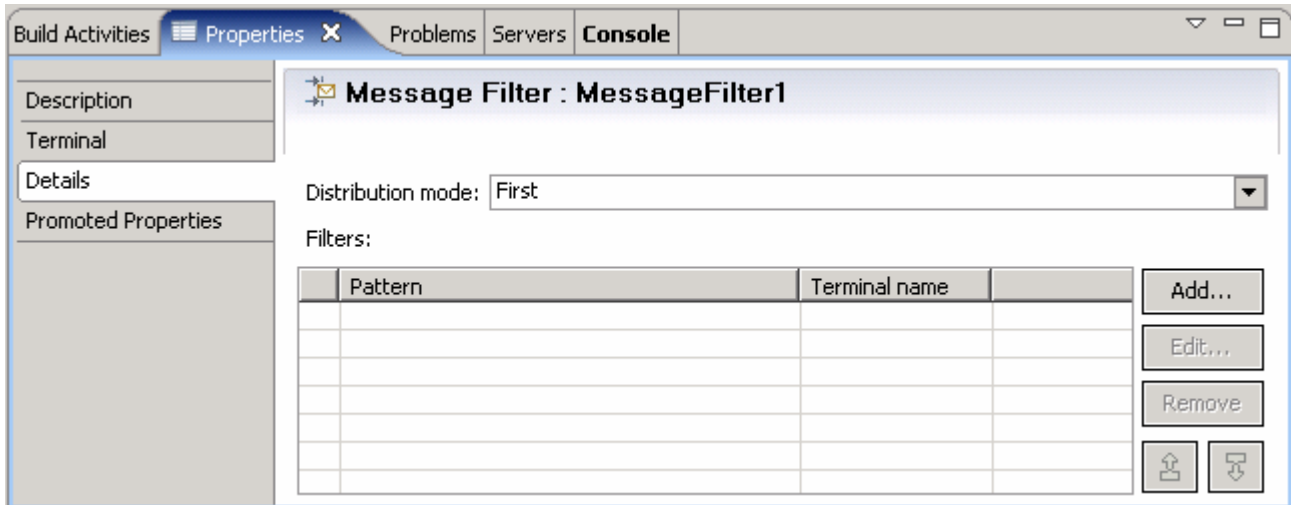 Build Activities Properties Problems Servers Console
Message Filter : MessageFilter1
Description
Terminal
Details
Promoted Properties
Distribution mode: First
Filters:
Pattern Terminal name
Add...
Edit...
Remove